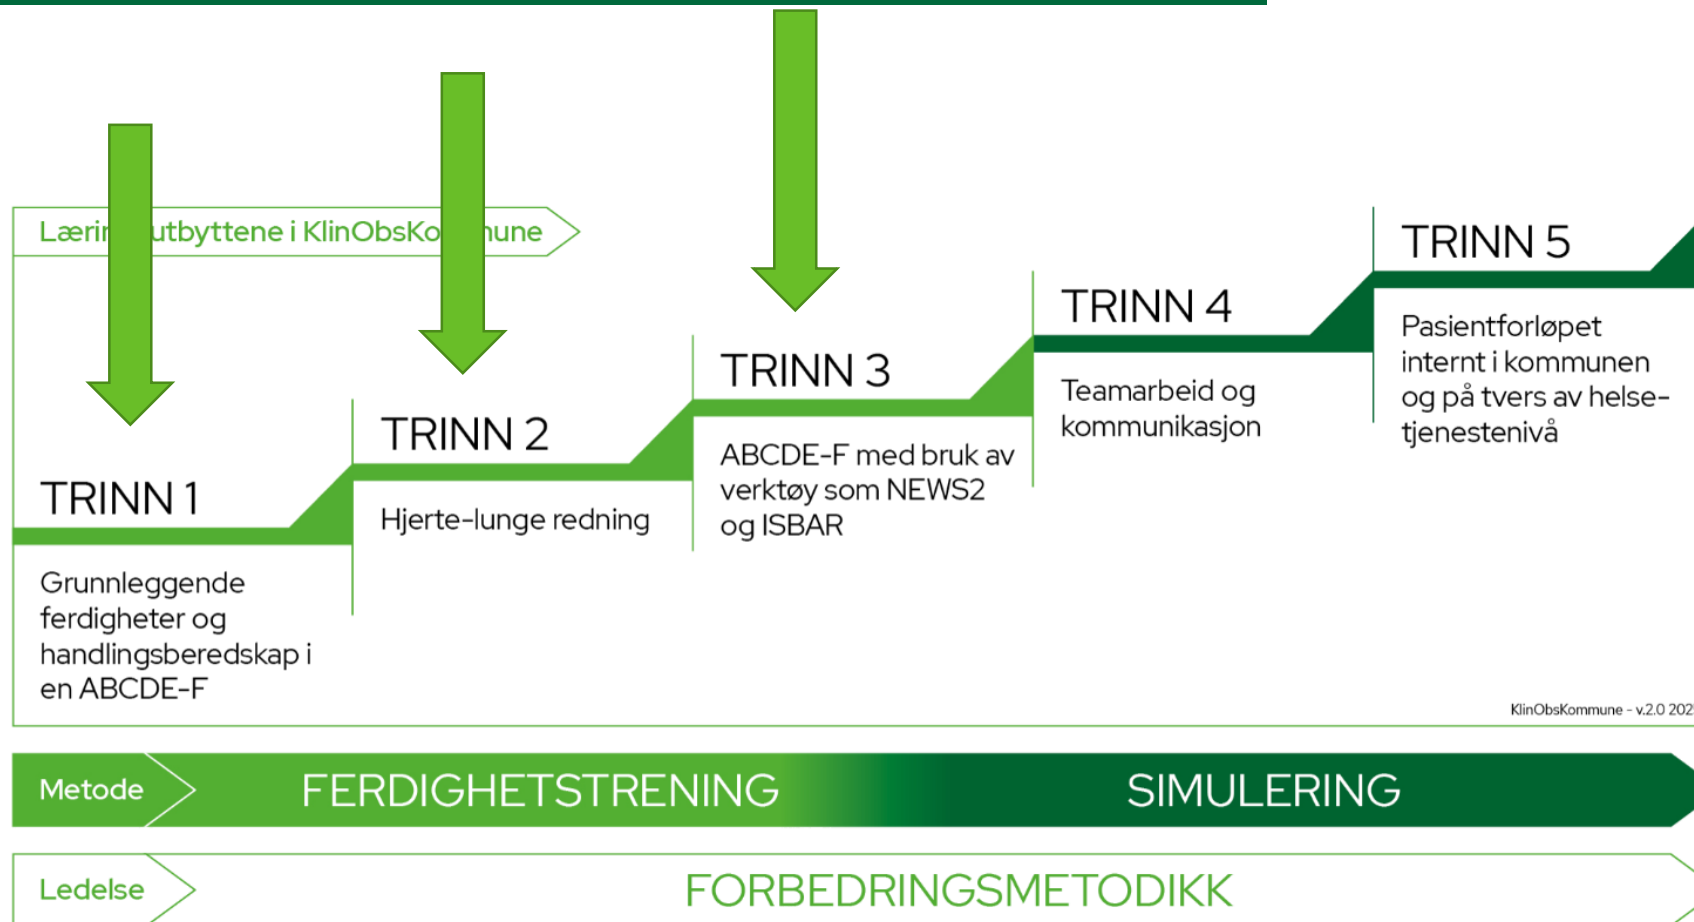 Lærin utbyttene i KlinObsKo mune
TRINN 1
Grunnleggende
ferdigheter og
handlingsberedskap i
en ABCDE-F
TRINN 2
Hjerte-lunge redning
TRINN 3
ABCDE-F med bruk av
verktøy som NEWS2
og ISBAR
TRINN 4
Teamarbeid og
kommunikasjon
TRINN 5
Pasientforløpet
internt i kommunen
og på tvers av helse-
tjenestenivå
KlinObsKommune - v.2.0 202
Metode
FERDIGHETSTRENING
SIMULERING
Ledelse
FORBEDRINGSMETODIKK